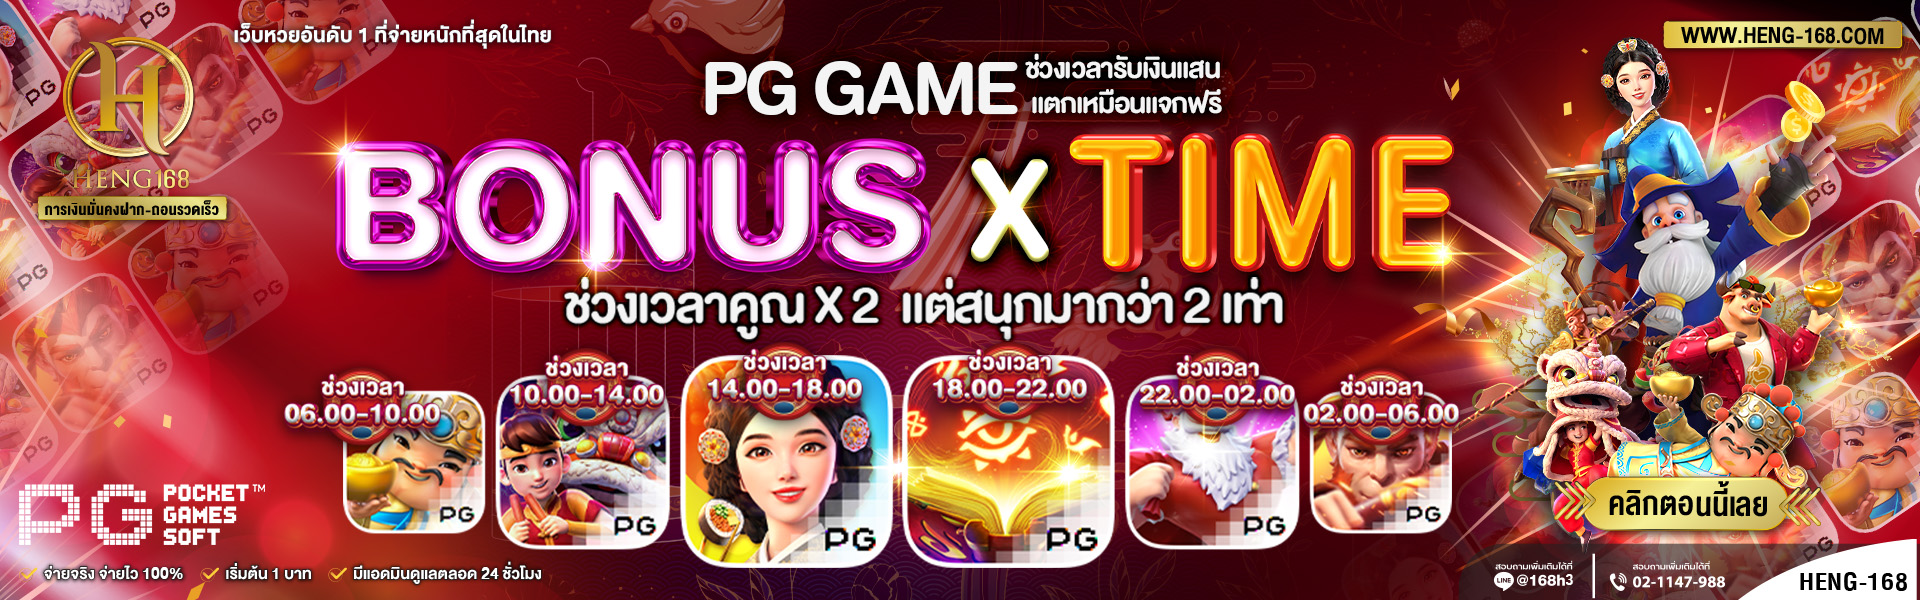 เว็บหวยอันดับ 1 ที่จ่ายหนักที่สุดในไทย
WWW.HENG-168.COM
H
HENG168
การเงินมั่นคงฝาก-ถอนรวดเร็ว
PG GAME
ช่วงเวลารับเงินแสน
แตกเหมือนแจกฟรี
BONUS X TIME
ช่วงเวลาคูณ X 2 แต่สนุกมากว่า 2 เท่า
ช่วงเวลา
06.00-10.00
PG
ช่วงเวลา
10.00-14.00
PG
ช่วงเวลา
14.00-18.00
PG
ช่วงเวลา
18.00-22.00
PG
ช่วงเวลา
22.00-02.00
PG
ช่วงเวลา
02.00-06.00
PG
คลิกตอนนี้เลย
PG
POCKET™
GAMES
SOFT
จ่ายจริง จ่ายไว 100%
เริ่มต้น 1 บาท
มีแอดมินดูแลตลอด 24 ชั่วโมง
สอบถามเพิ่มเติมได้ที่
LINE @168h3
สอบถามเพิ่มเติมได้ที่
02-1147-988
HENG-168